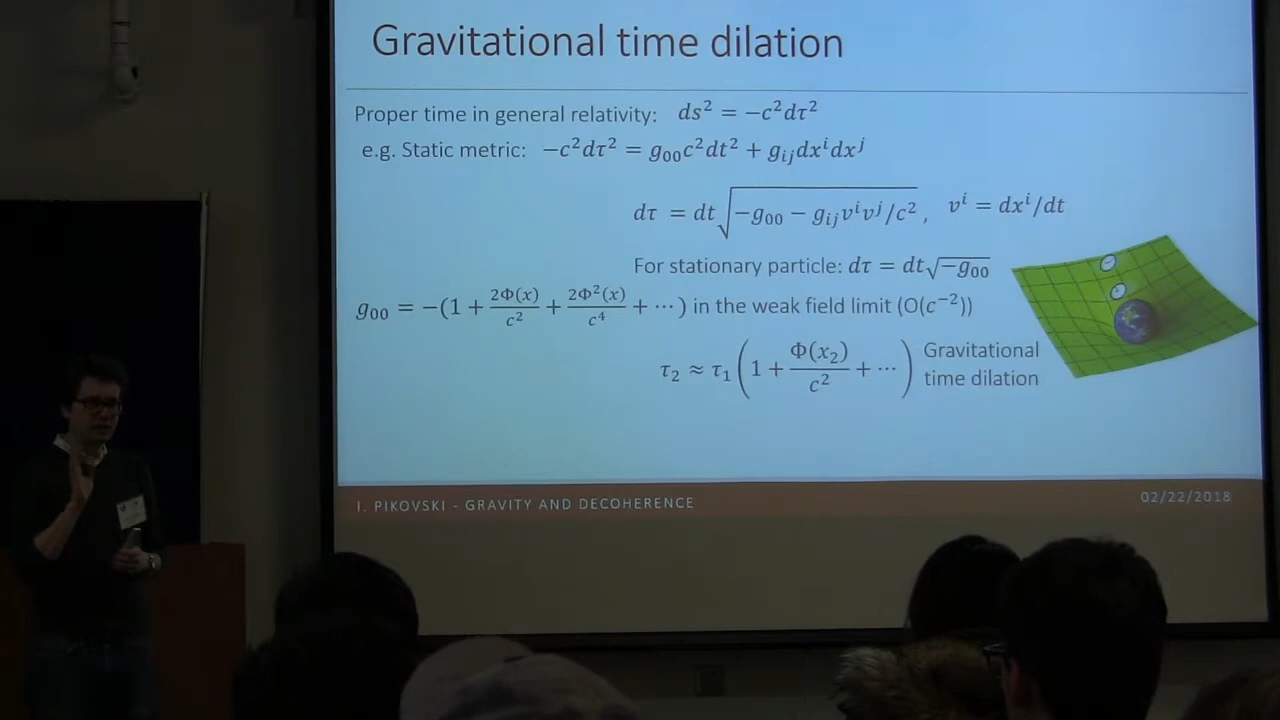 Gravitational time dilation
Proper time in general relativity: ds² = −c²dτ²
e.g. Static metric: −c²dτ² = g₀₀c²dt² + gᵢⱼdxⁱdxʲ
dτ = dt√(−g₀₀ − gᵢⱼvⁱvʲ/c²), vⁱ = dxⁱ/dt
For stationary particle: dτ = dt√−g₀₀
g₀₀ = −(1 + 2Φ(x)/c² + 2Φ²(x)/c⁴ + ⋯) in the weak field limit (O(c⁻²))
τ₂ ≈ τ₁(1 + Φ(x₂)/c² + ⋯) Gravitational
time dilation
I. PIKOVSKI - GRAVITY AND DECOHERENCE
02/22/2018